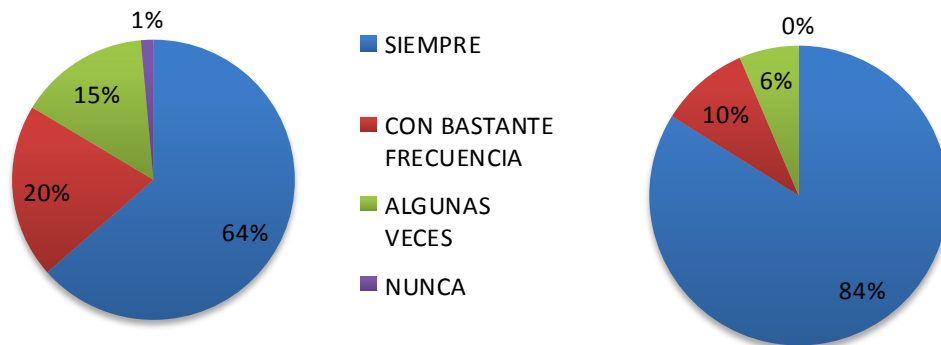 1%
15%
20%
64%
SIEMPRE
CON BASTANTE
FRECUENCIA
ALGUNAS
VECES
NUNCA
0%
6%
10%
84%